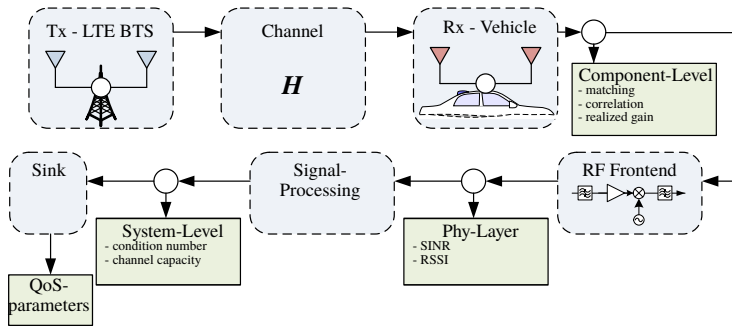 Tx - LTE BTS
Channel
H
Rx - Vehicle
Component-Level
- matching
- correlation
- realized gain
Sink
Signal-
Processing
RF Frontend
System-Level
- condition number
- channel capacity
Phy-Layer
- SINR
- RSSI
QoS-
parameters